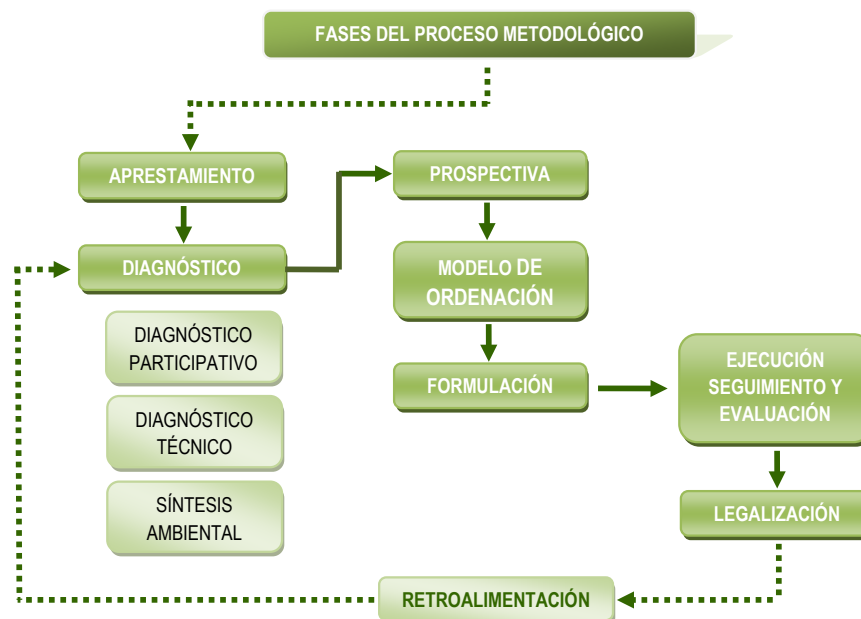 FASES DEL PROCESO METODOLÓGICO
APRESTAMIENTO
DIAGNÓSTICO
DIAGNÓSTICO
PARTICIPATIVO
DIAGNÓSTICO
TÉCNICO
SÍNTESIS
AMBIENTAL
PROSPECTIVA
MODELO DE
ORDENACIÓN
FORMULACIÓN
EJECUCIÓN
SEGUIMIENTO Y
EVALUACIÓN
LEGALIZACIÓN
RETROALIMENTACIÓN